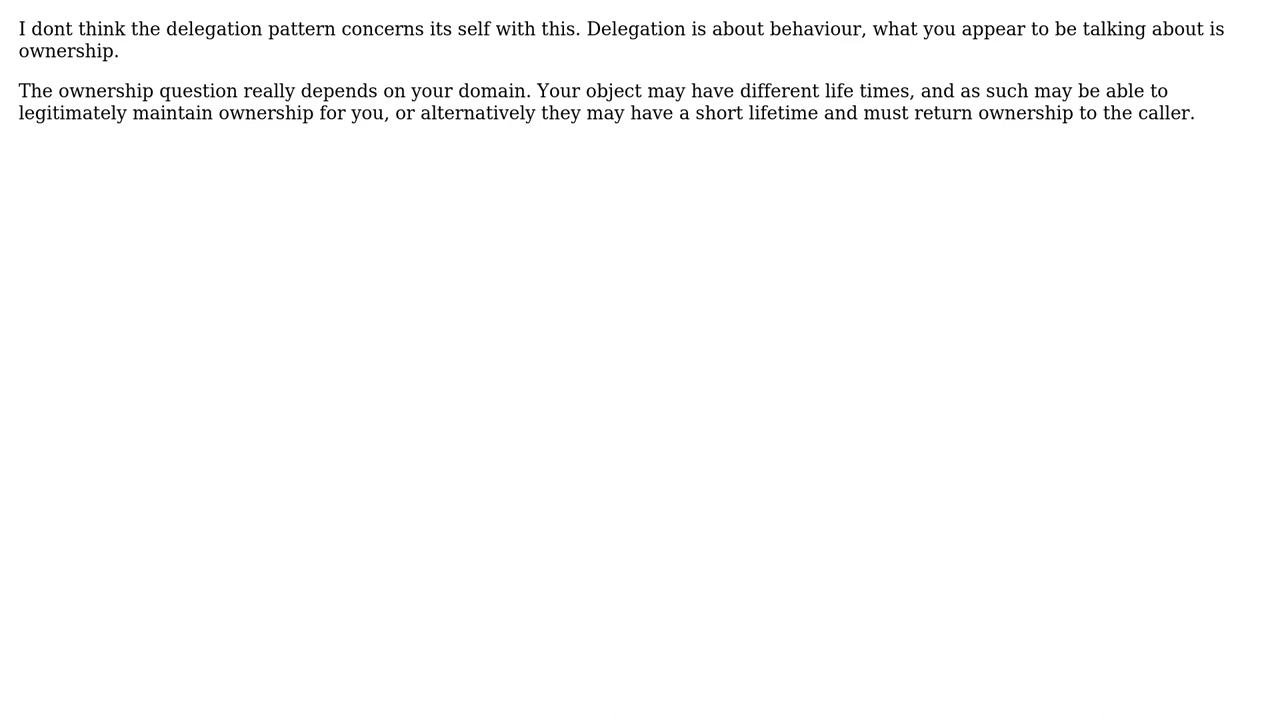 I dont think the delegation pattern concerns its self with this. Delegation is about behaviour, what you appear to be talking about is
ownership.
The ownership question really depends on your domain. Your object may have different life times, and as such may be able to
legitimately maintain ownership for you, or alternatively they may have a short lifetime and must return ownership to the caller.